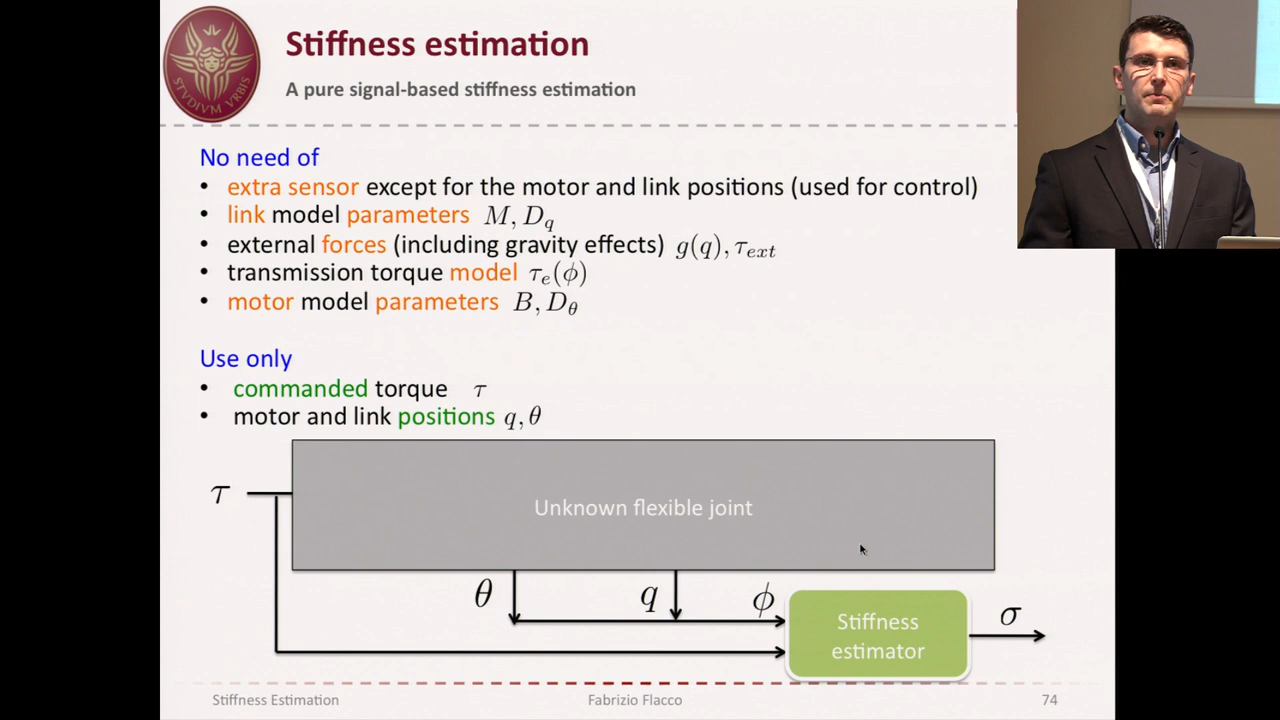 Stiffness estimation
A pure signal-based stiffness estimation
STVDIVM VRBIS
No need of
• extra sensor except for the motor and link positions (used for control)
• link model parameters M, D_q
• external forces (including gravity effects) g(q), τ_ext
• transmission torque model τ_e(ϕ)
• motor model parameters B, D_θ
Use only
• commanded torque τ
• motor and link positions q, θ
τ
Unknown flexible joint
θ
q
ϕ
Stiffness
estimator
σ
Stiffness Estimation
Fabrizio Flacco
74